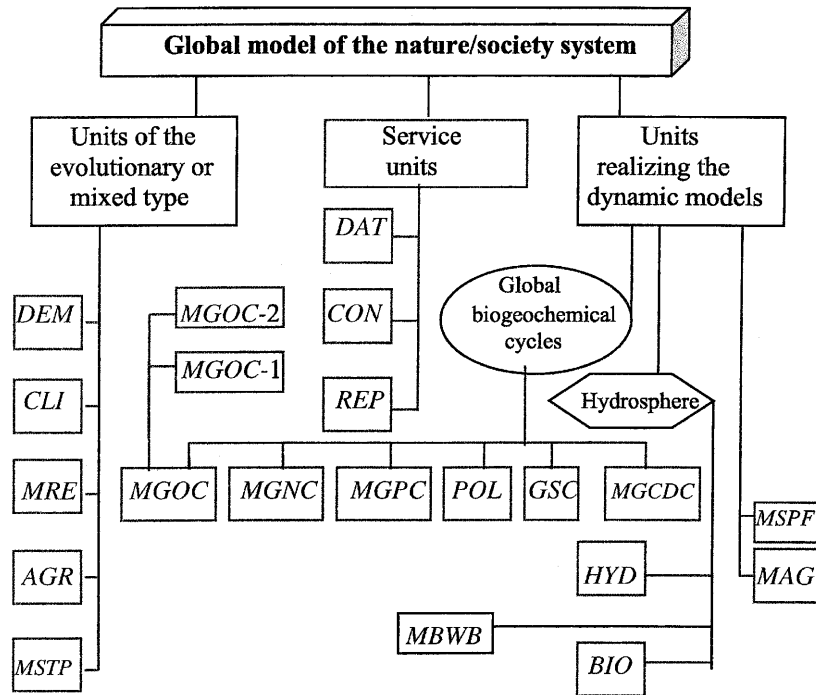 Global model of the nature/society system
Units of the
evolutionary or
mixed type
Service
units
Units
realizing the
dynamic models
DAT
CON
REP
DEM
CLI
MRE
AGR
MSTP
MGOC-2
MGOC-1
Global
biogeochemical
cycles
Hydrosphere
MGOC
MGNC
MGPC
POL
GSC
MGCDC
MSPF
MAG
HYD
MBWB
BIO